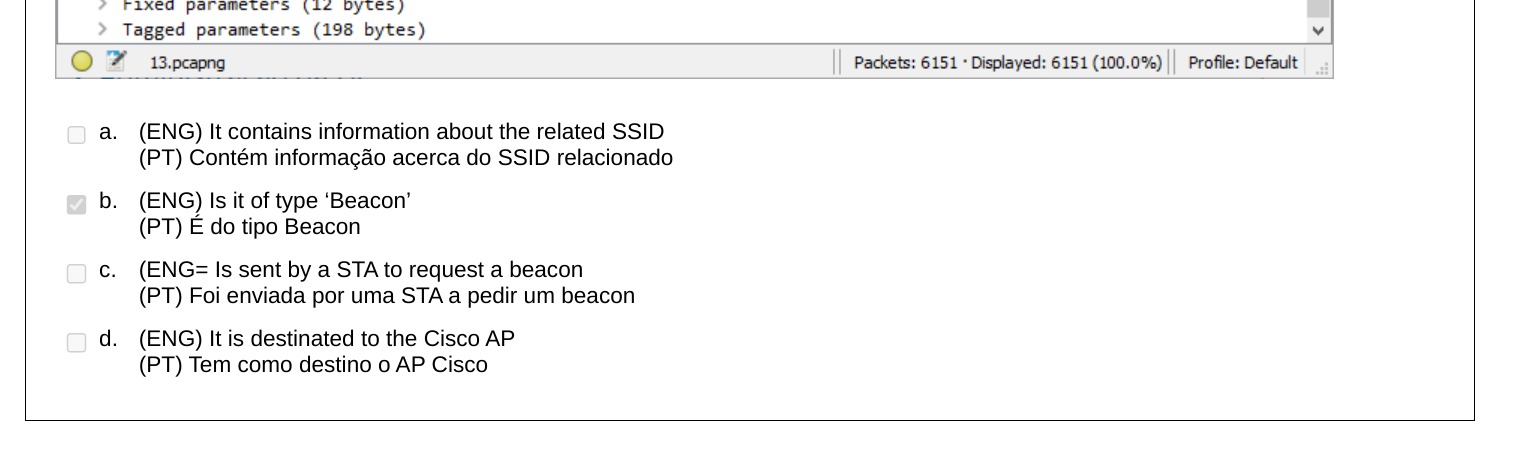 Fixed parameters (12 bytes)
Tagged parameters (198 bytes)
13.pcapng
Packets: 6151 · Displayed: 6151 (100.0%)
Profile: Default
a. (ENG) It contains information about the related SSID
(PT) Contém informação acerca do SSID relacionado
b. (ENG) Is it of type ‘Beacon’
(PT) É do tipo Beacon
c. (ENG= Is sent by a STA to request a beacon
(PT) Foi enviada por uma STA a pedir um beacon
d. (ENG) It is destinated to the Cisco AP
(PT) Tem como destino o AP Cisco